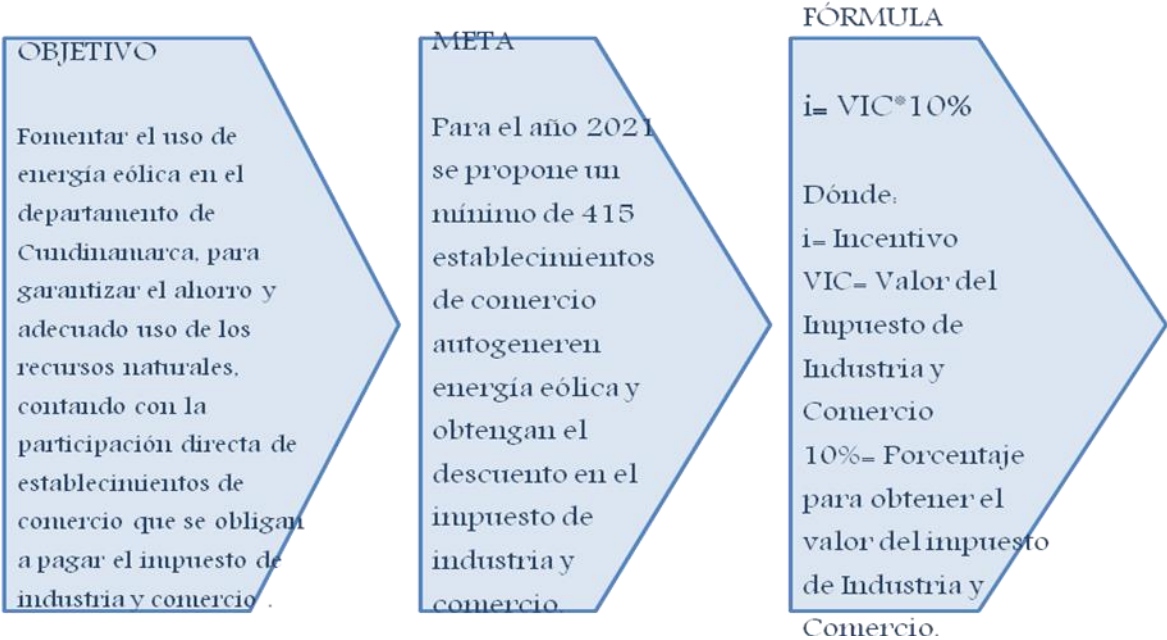 OBJETIVO
Fomentar el uso de
energía eólica en el
departamento de
Cundinamarca, para
garantizar el ahorro y
adecuado uso de los
recursos naturales,
contando con la
participación directa de
establecimientos de
comercio que se obligan
a pagar el impuesto de
industria y comercio .
META
Para el año 2021
se propone un
mínimo de 415
establecimientos
de comercio
autogeneren
energía eólica y
obtengan el
descuento en el
impuesto de
industria y
comercio.
FÓRMULA
i= VIC*10%
Dónde:
i= Incentivo
VIC= Valor del
Impuesto de
Industria y
Comercio
10%= Porcentaje
para obtener el
valor del impuesto
de Industria y
Comercio.